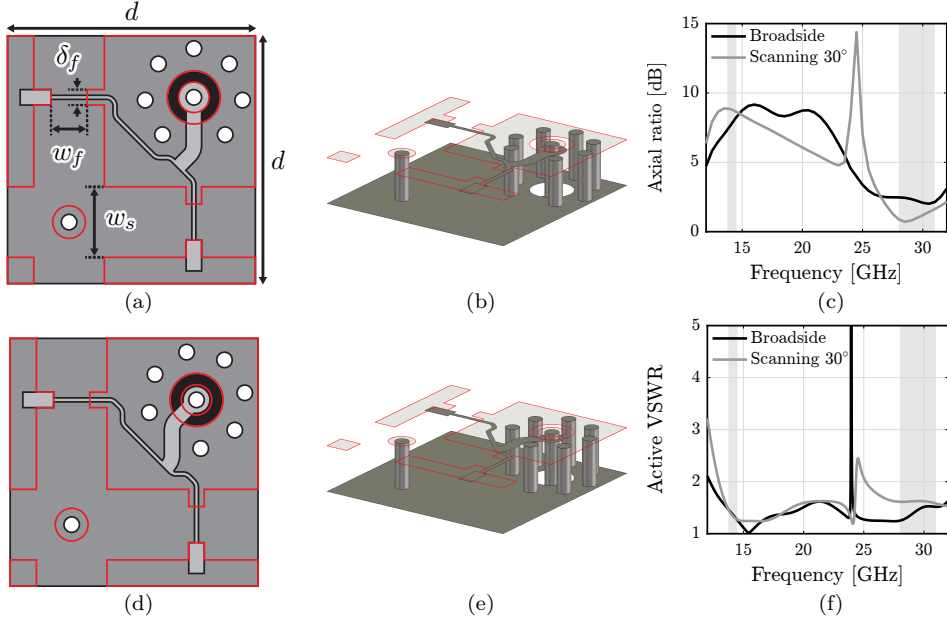 d
δf
wf
d
ws
(a)
(b)
15
10
5
0
Axial ratio [dB]
Broadside
Scanning 30°
15 20 25 30
Frequency [GHz]
(c)
(d)
(e)
5
4
3
2
1
Active VSWR
Broadside
Scanning 30°
15 20 25 30
Frequency [GHz]
(f)